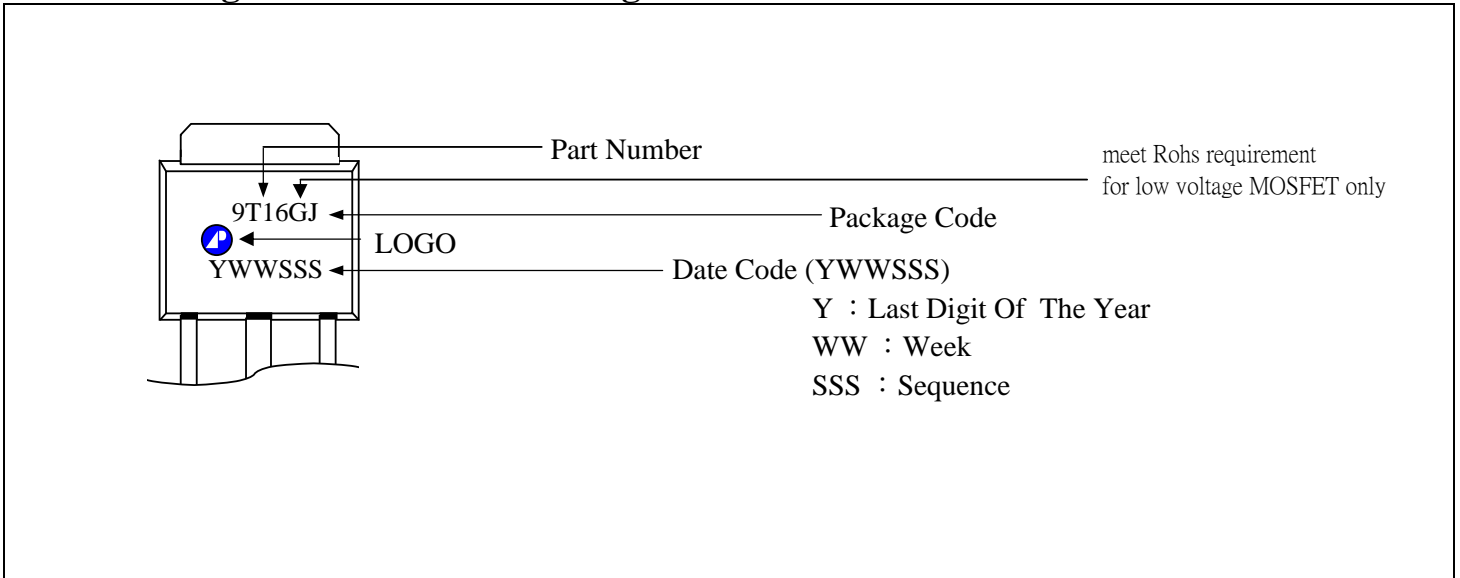 Part Number
meet Rohs requirement
for low voltage MOSFET only
9T16GJ
Package Code
LOGO
YWWSSS
Date Code (YWWSSS)
Y : Last Digit Of The Year
WW : Week
SSS : Sequence